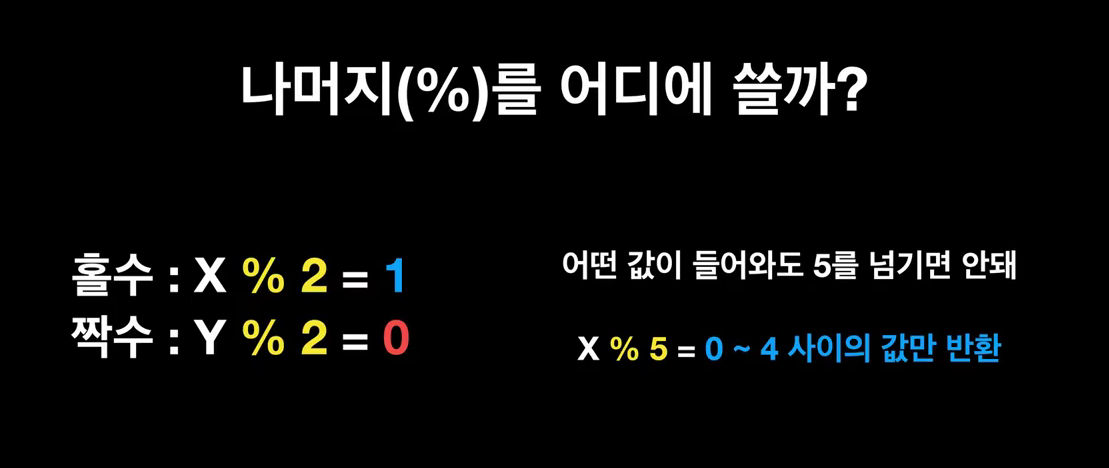 나머지(%)를 어디에 쓸까?
홀수 : X % 2 = 1
짝수 : Y % 2 = 0
어떤 값이 들어와도 5를 넘기면 안돼
X % 5 = 0 ~ 4 사이의 값만 반환